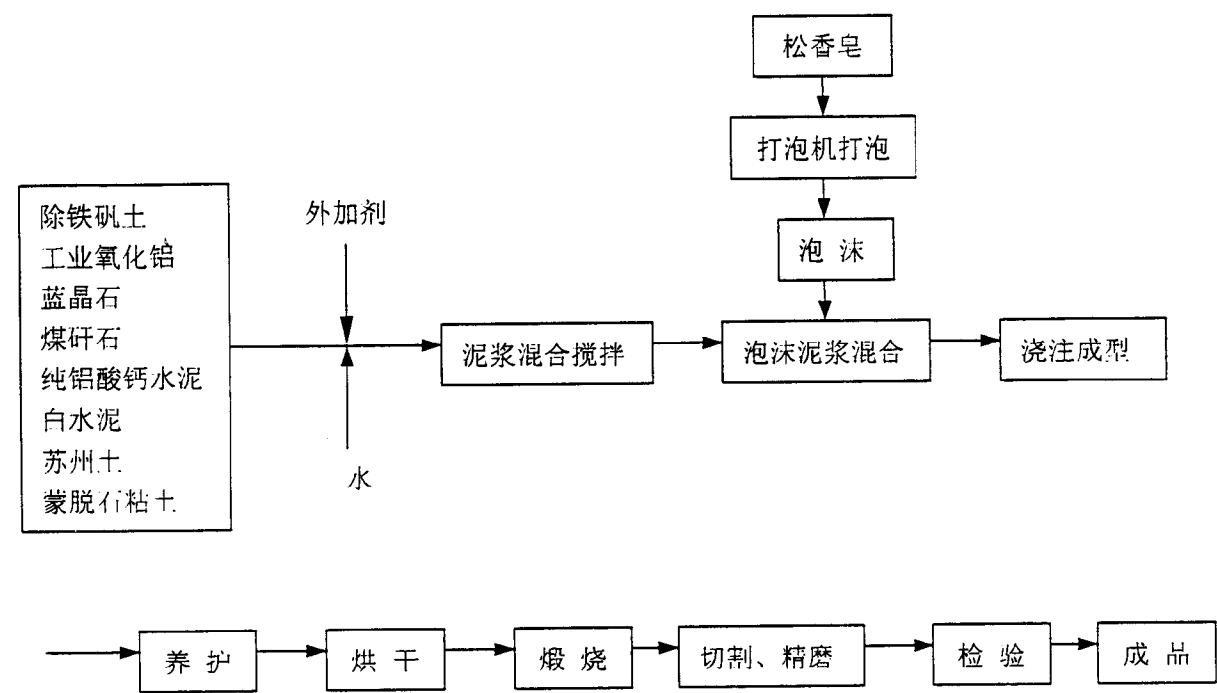 松香皂
打泡机打泡
泡沫
除铁矾土
工业氧化铝
蓝晶石
煤矸石
纯铝酸钙水泥
白水泥
苏州土
蒙脱石粘土
外加剂
水
泥浆混合搅拌
泡沫泥浆混合
浇注成型
养护
烘干
煅烧
切割、精磨
检验
成品